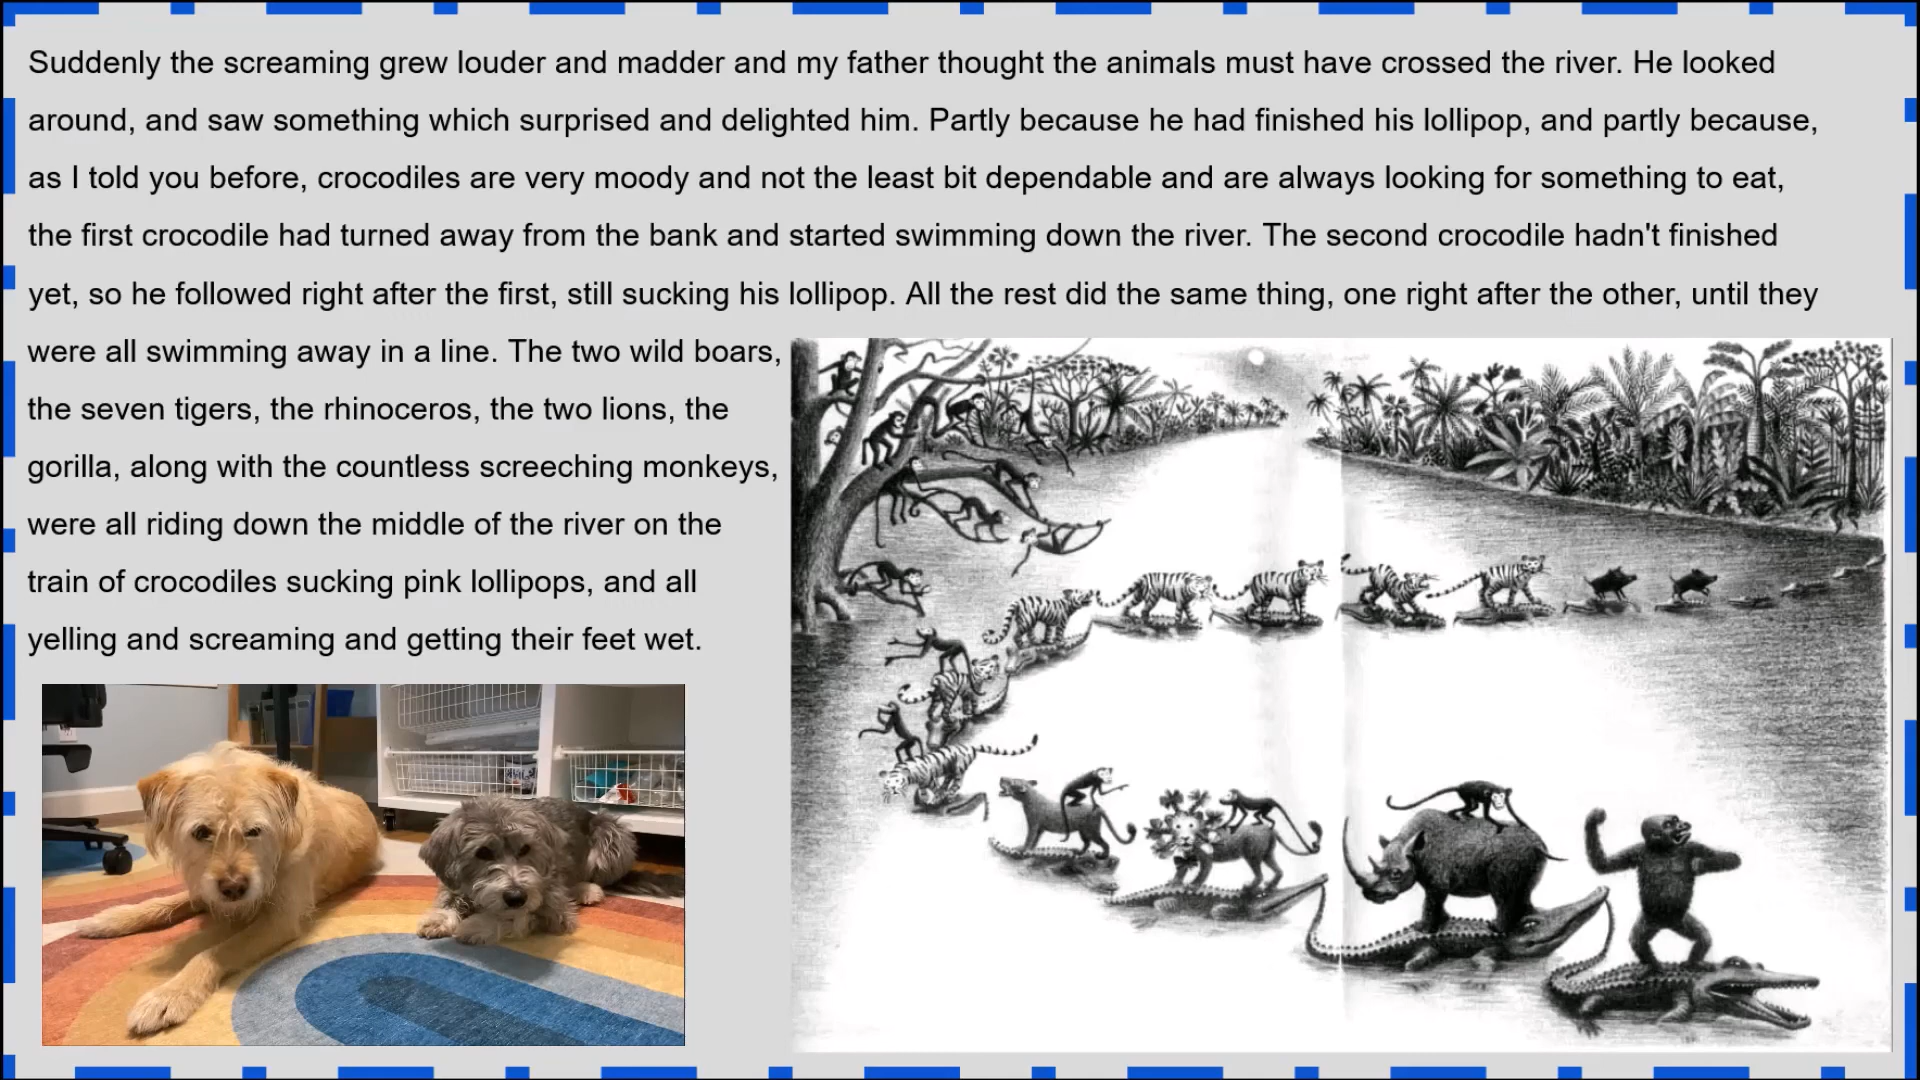 Suddenly the screaming grew louder and madder and my father thought the animals must have crossed the river. He looked
around, and saw something which surprised and delighted him. Partly because he had finished his lollipop, and partly because,
as I told you before, crocodiles are very moody and not the least bit dependable and are always looking for something to eat,
the first crocodile had turned away from the bank and started swimming down the river. The second crocodile hadn't finished
yet, so he followed right after the first, still sucking his lollipop. All the rest did the same thing, one right after the other, until they
were all swimming away in a line. The two wild boars,
the seven tigers, the rhinoceros, the two lions, the
gorilla, along with the countless screeching monkeys,
were all riding down the middle of the river on the
train of crocodiles sucking pink lollipops, and all
yelling and screaming and getting their feet wet.